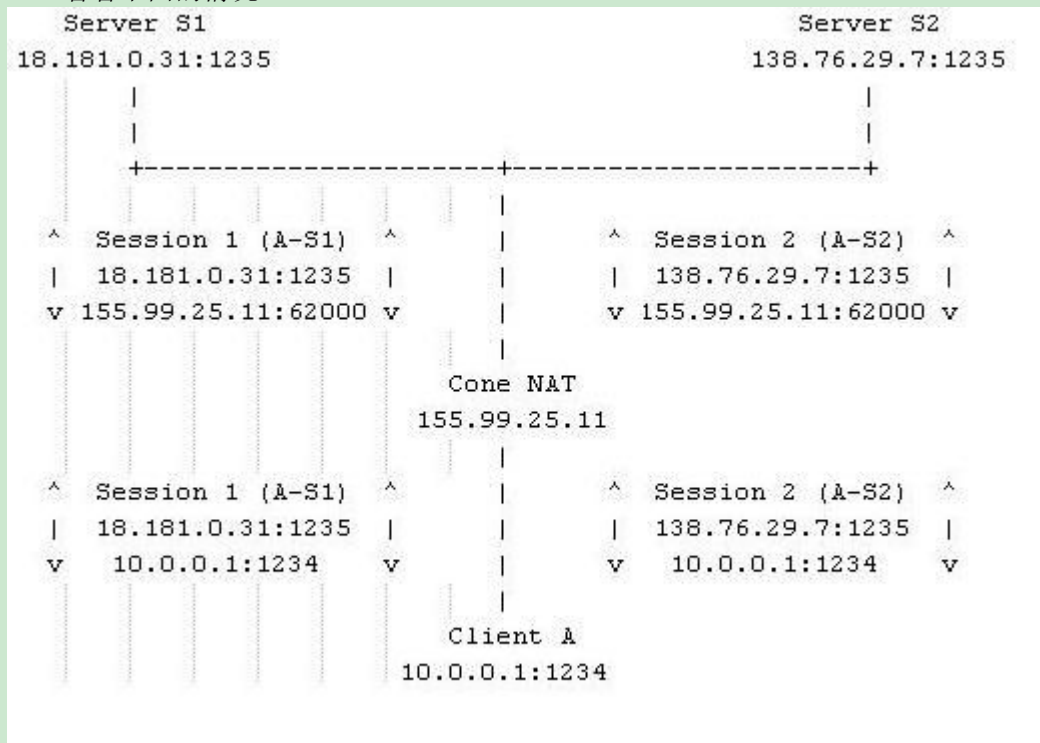 Server S1 Server S2
18.181.0.31:1235 138.76.29.7:1235
| |
| |
+----------------------+----------------------+
|
^ Session 1 (A-S1) ^ | ^ Session 2 (A-S2) ^
| 18.181.0.31:1235 | | | 138.76.29.7:1235 |
v 155.99.25.11:62000 v | v 155.99.25.11:62000 v
|
Cone NAT
155.99.25.11
|
^ Session 1 (A-S1) ^ | ^ Session 2 (A-S2) ^
| 18.181.0.31:1235 | | | 138.76.29.7:1235 |
v 10.0.0.1:1234 v | v 10.0.0.1:1234 v
|
Client A
10.0.0.1:1234